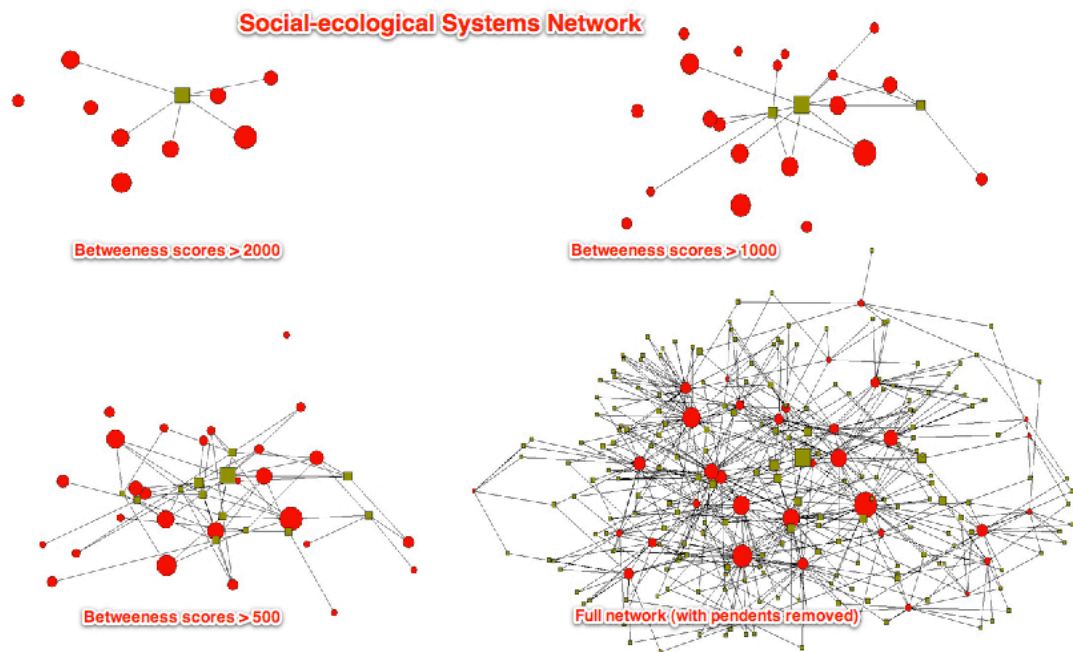 Social-ecological Systems Network
Betweeness scores > 2000
Betweeness scores > 1000
Betweeness scores > 500
Full network (with pendents removed)